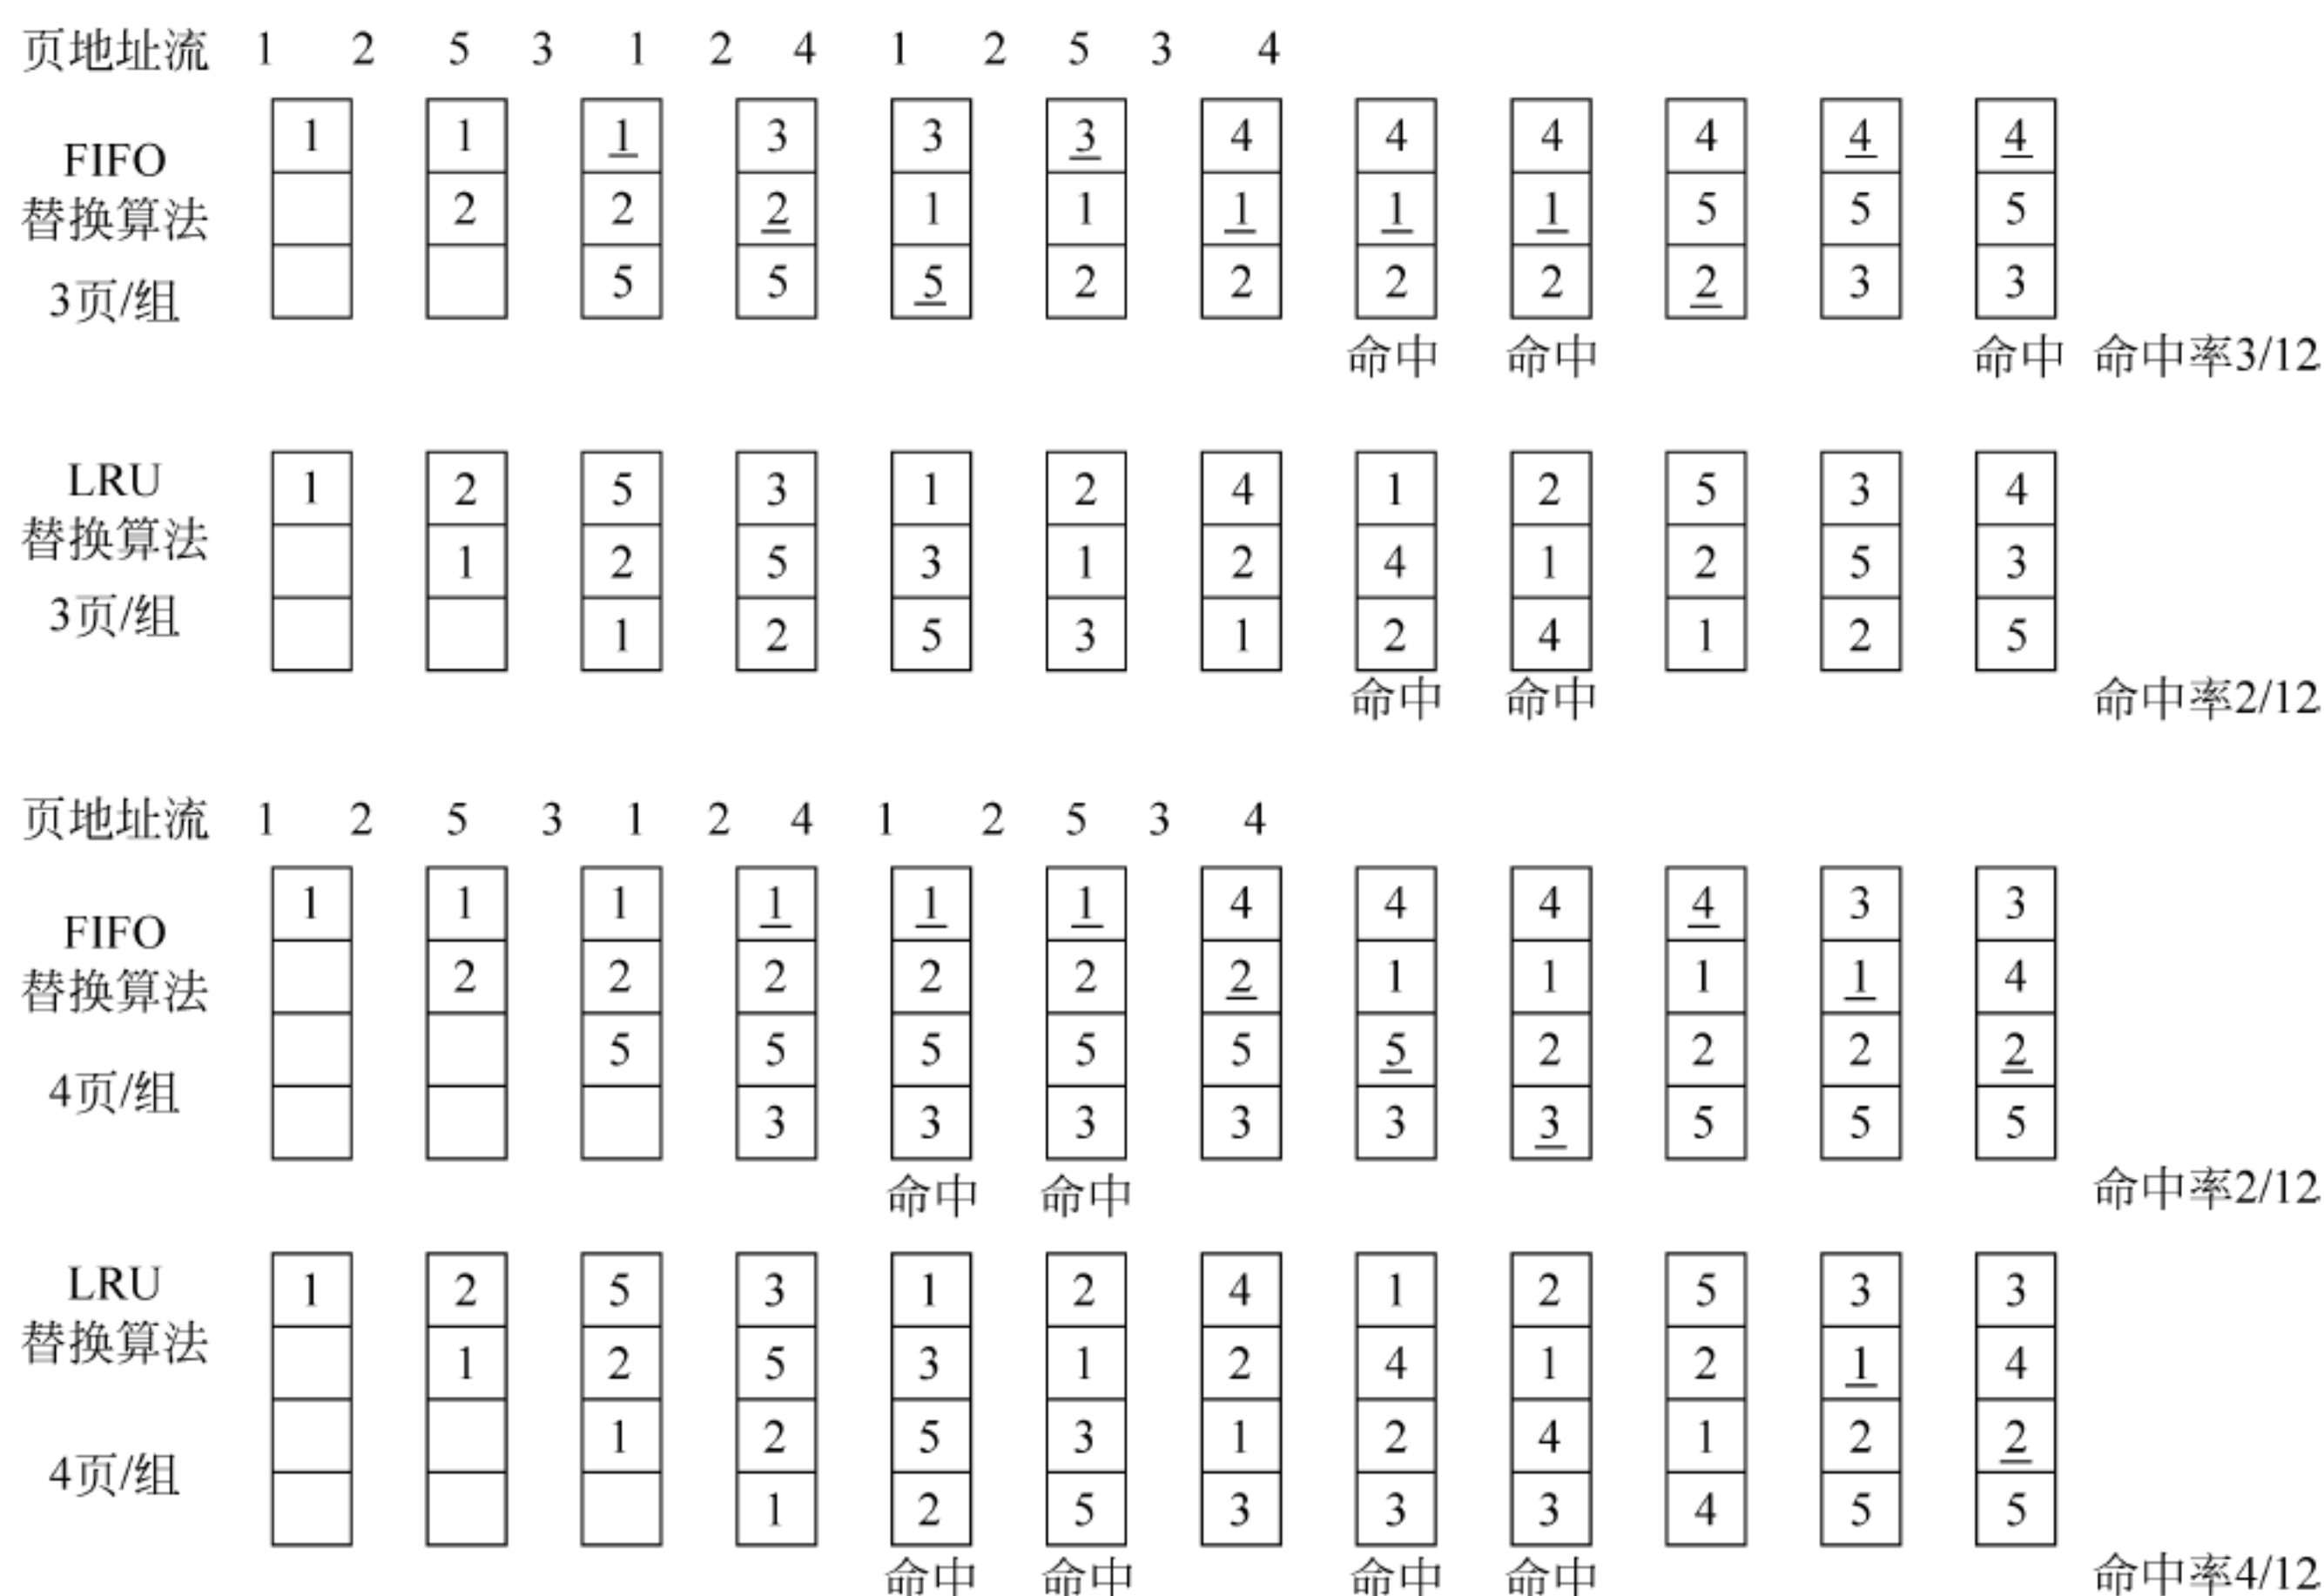 页地址流 1 2 5 3 1 2 4 1 2 5 3 4
FIFO 1 1 1 3 3 3 4 4 4 4 4 4
替换算法 2 2 2 1 1 1 1 1 5 5 5
3页/组 5 5 5 2 2 2 2 2 3 3
命中 命中 命中 命中率3/12
LRU 1 2 5 3 1 2 4 1 2 5 3 4
替换算法 1 2 5 3 1 2 4 1 2 5 3
3页/组 1 2 5 3 1 2 4 1 2 5
命中 命中 命中率2/12
页地址流 1 2 5 3 1 2 4 1 2 5 3 4
FIFO 1 1 1 1 1 1 4 4 4 4 3 3
替换算法 2 2 2 2 2 2 1 1 1 1 4
5 5 5 5 5 5 2 2 2 2
4页/组 3 3 3 3 3 3 5 5 5
命中 命中 命中率2/12
LRU 1 2 5 3 1 2 4 1 2 5 3 3
替换算法 1 2 5 3 1 2 4 1 2 1 4
1 2 5 3 1 2 4 1 2 2
4页/组 1 2 5 3 3 3 4 5 5
命中 命中 命中 命中 命中率4/12